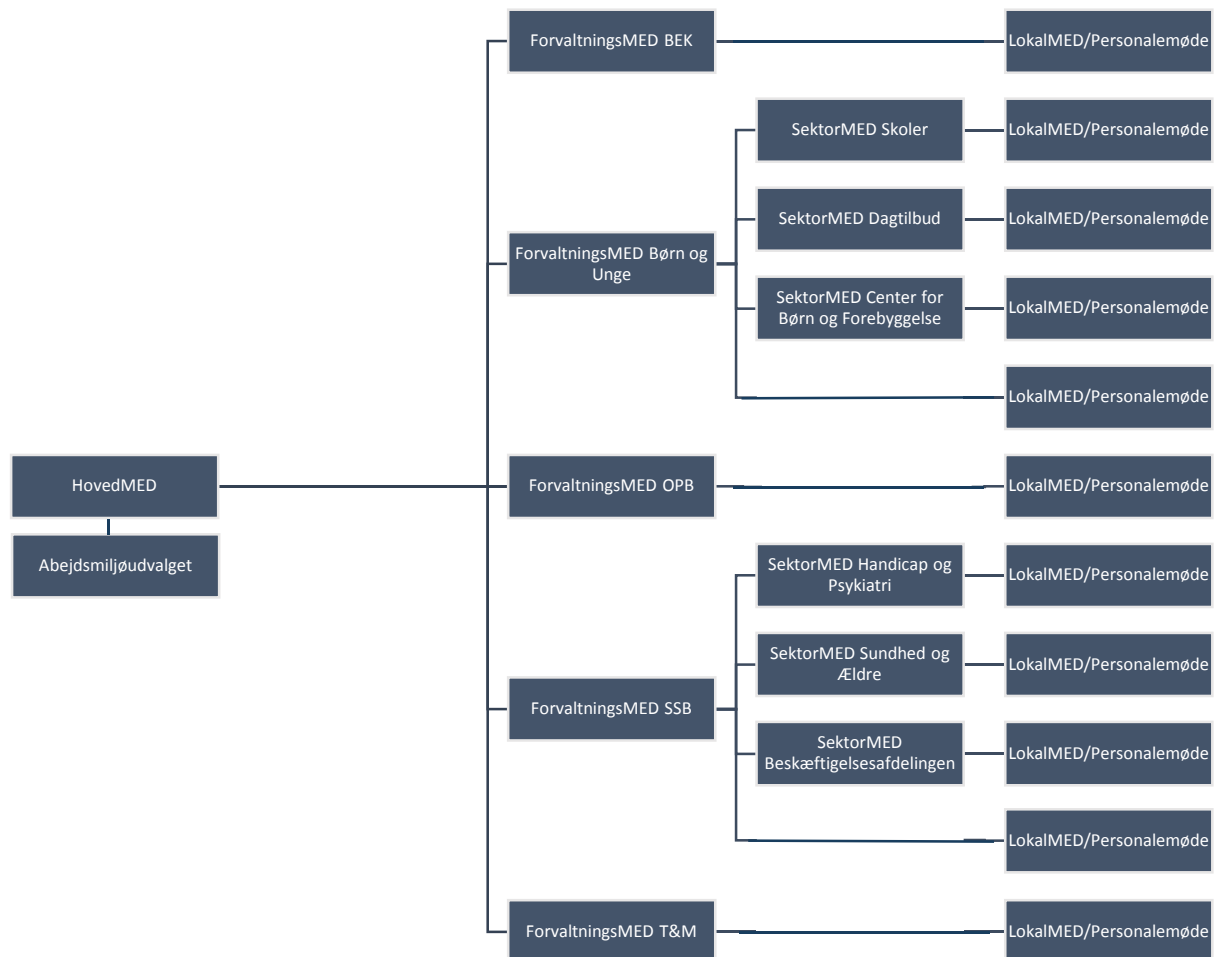 ForvaltningsMED BEK
LokalMED/Personalemøde
SektorMED Skoler
LokalMED/Personalemøde
SektorMED Dagtilbud
LokalMED/Personalemøde
ForvaltningsMED Børn og
Unge
SektorMED Center for
Børn og Forebyggelse
LokalMED/Personalemøde
LokalMED/Personalemøde
HovedMED
Abejdsmiljøudvalget
ForvaltningsMED OPB
LokalMED/Personalemøde
SektorMED Handicap og
Psykiatri
LokalMED/Personalemøde
SektorMED Sundhed og
Ældre
LokalMED/Personalemøde
ForvaltningsMED SSB
SektorMED
Beskæftigelsesafdelingen
LokalMED/Personalemøde
LokalMED/Personalemøde
ForvaltningsMED T&M
LokalMED/Personalemøde